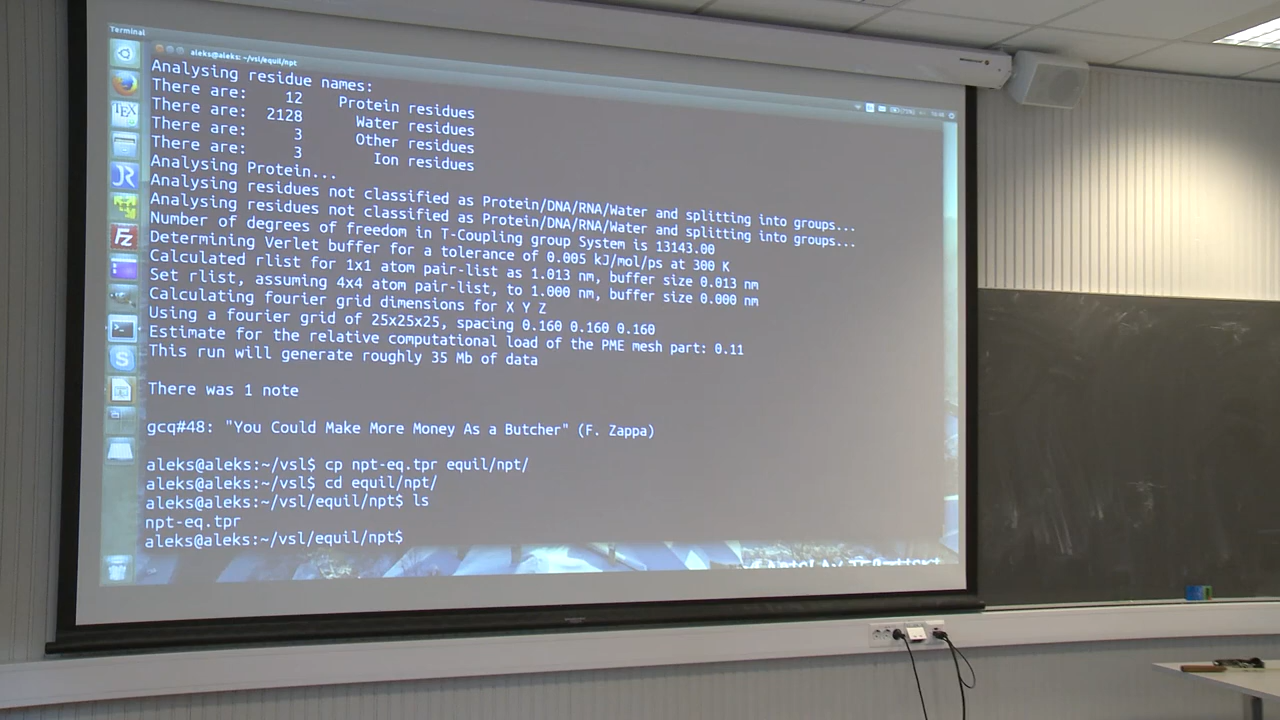 Terminal
aleks@aleks: ~/vsl/equil/npt
Analysing residue names:
There are:    12    Protein residues
There are:  2128      Water residues
There are:     3      Other residues
There are:     3        Ion residues
Analysing Protein...
Analysing residues not classified as Protein/DNA/RNA/Water and splitting into groups...
Analysing residues not classified as Protein/DNA/RNA/Water and splitting into groups...
Number of degrees of freedom in T-Coupling group System is 13143.00
Determining Verlet buffer for a tolerance of 0.005 kJ/mol/ps at 300 K
Calculated rlist for 1x1 atom pair-list as 1.013 nm, buffer size 0.013 nm
Set rlist, assuming 4x4 atom pair-list, to 1.000 nm, buffer size 0.000 nm
Calculating fourier grid dimensions for X Y Z
Using a fourier grid of 25x25x25, spacing 0.160 0.160 0.160
Estimate for the relative computational load of the PME mesh part: 0.11
This run will generate roughly 35 Mb of data
There was 1 note
gcq#48: "You Could Make More Money As a Butcher" (F. Zappa)
aleks@aleks:~/vsl$ cp npt-eq.tpr equil/npt/
aleks@aleks:~/vsl$ cd equil/npt/
aleks@aleks:~/vsl/equil/npt$ ls
npt-eq.tpr
aleks@aleks:~/vsl/equil/npt$